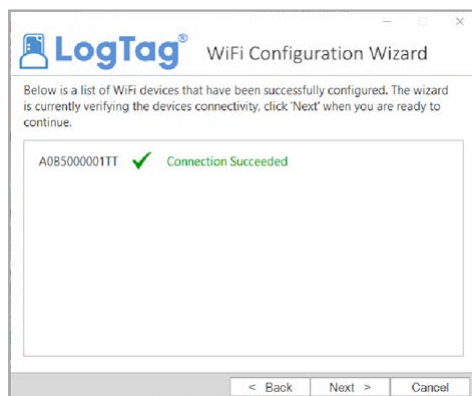 LogTag®
WiFi Configuration Wizard
Below is a list of WiFi devices that have been successfully configured. The wizard
is currently verifying the devices connectivity, click 'Next' when you are ready to
continue.
A0B5000001TT Connection Succeeded
< Back Next > Cancel